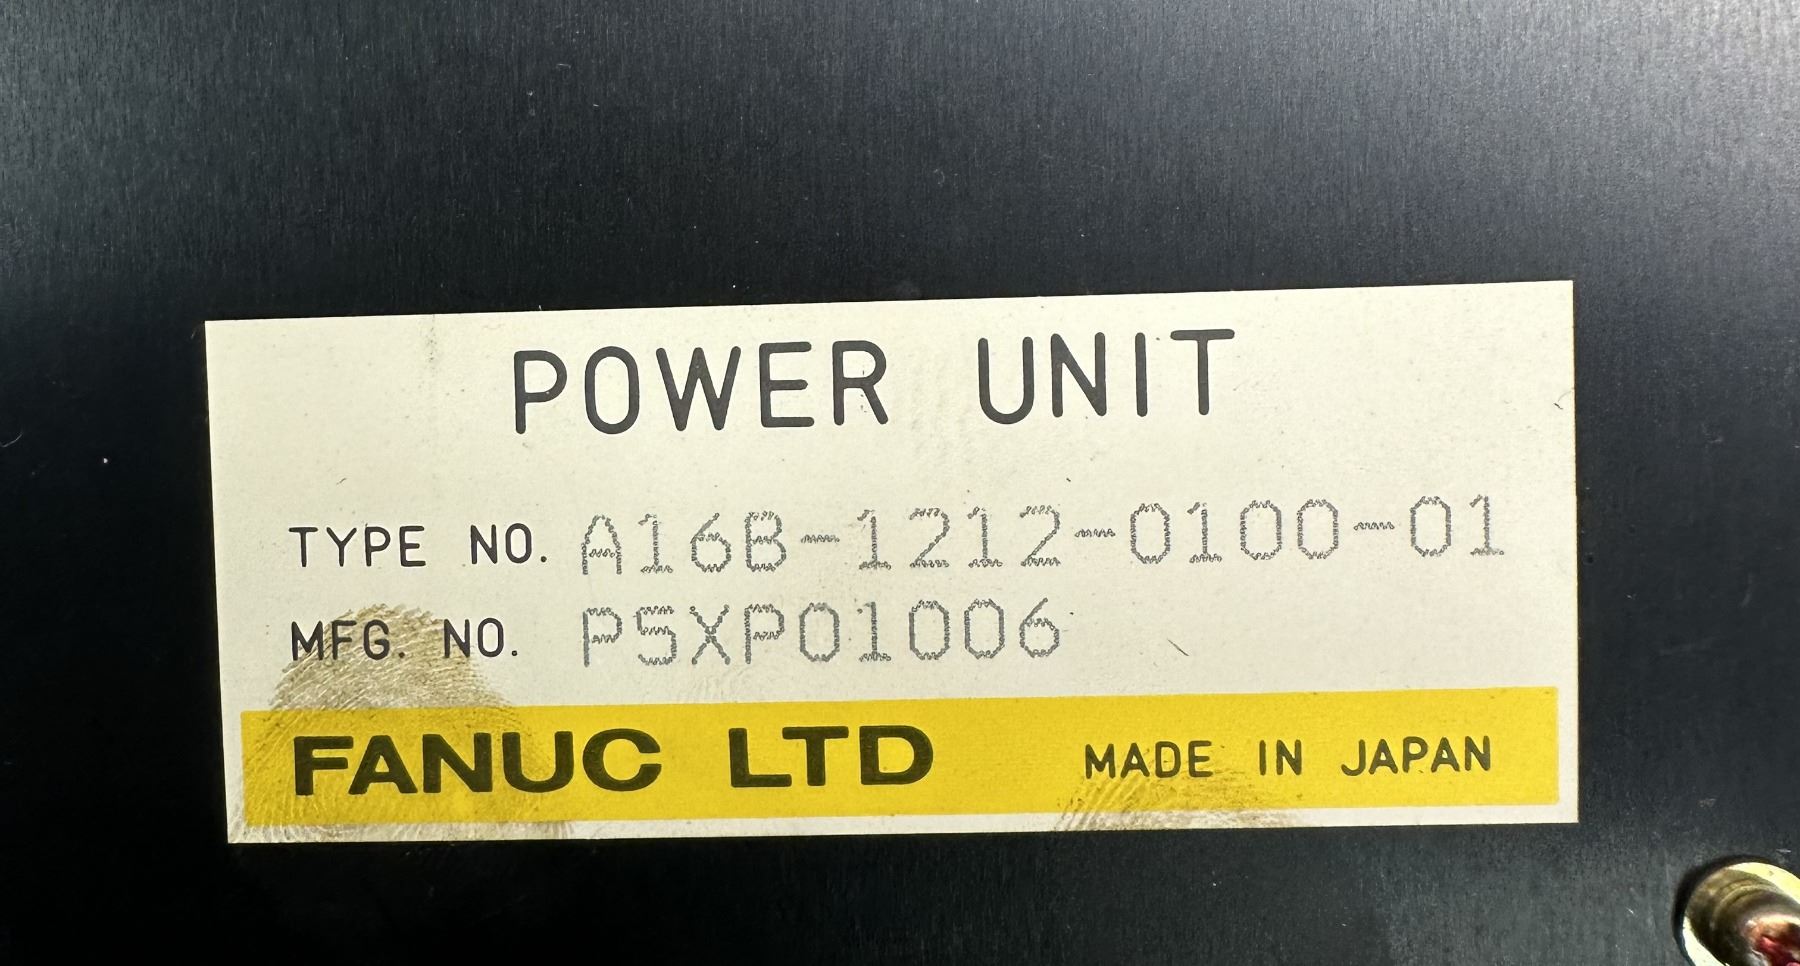 POWER UNIT
TYPE NO. A16B-1212-0100-01
MFG. NO. P5XP01006
FANUC LTD MADE IN JAPAN